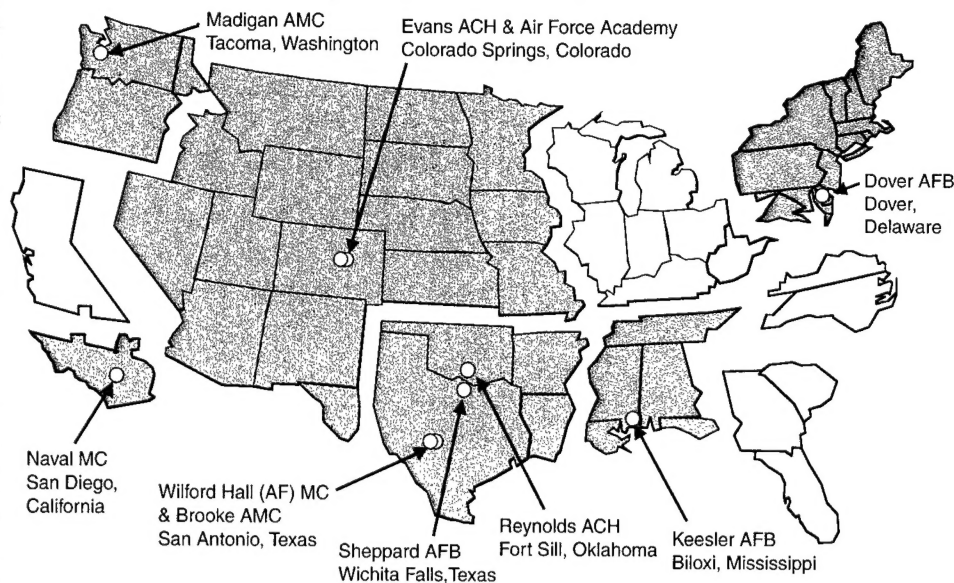 Madigan AMC
Tacoma, Washington
Evans ACH & Air Force Academy
Colorado Springs, Colorado
Dover AFB
Dover,
Delaware
Naval MC
San Diego,
California
Wilford Hall (AF) MC
& Brooke AMC
San Antonio, Texas
Sheppard AFB
Wichita Falls, Texas
Reynolds ACH
Fort Sill, Oklahoma
Keesler AFB
Biloxi, Mississippi